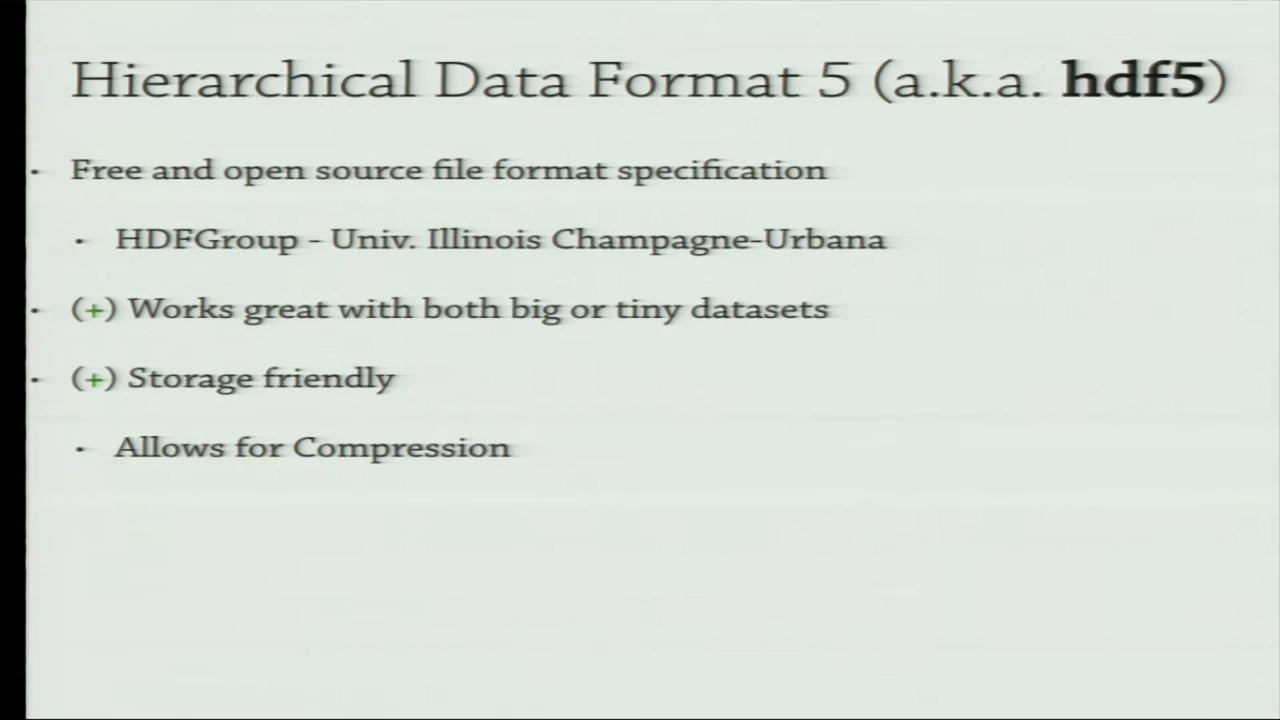 Hierarchical Data Format 5 (a.k.a. hdf5)
• Free and open source file format specification
• HDFGroup - Univ. Illinois Champagne-Urbana
• (+) Works great with both big or tiny datasets
• (+) Storage friendly
• Allows for Compression